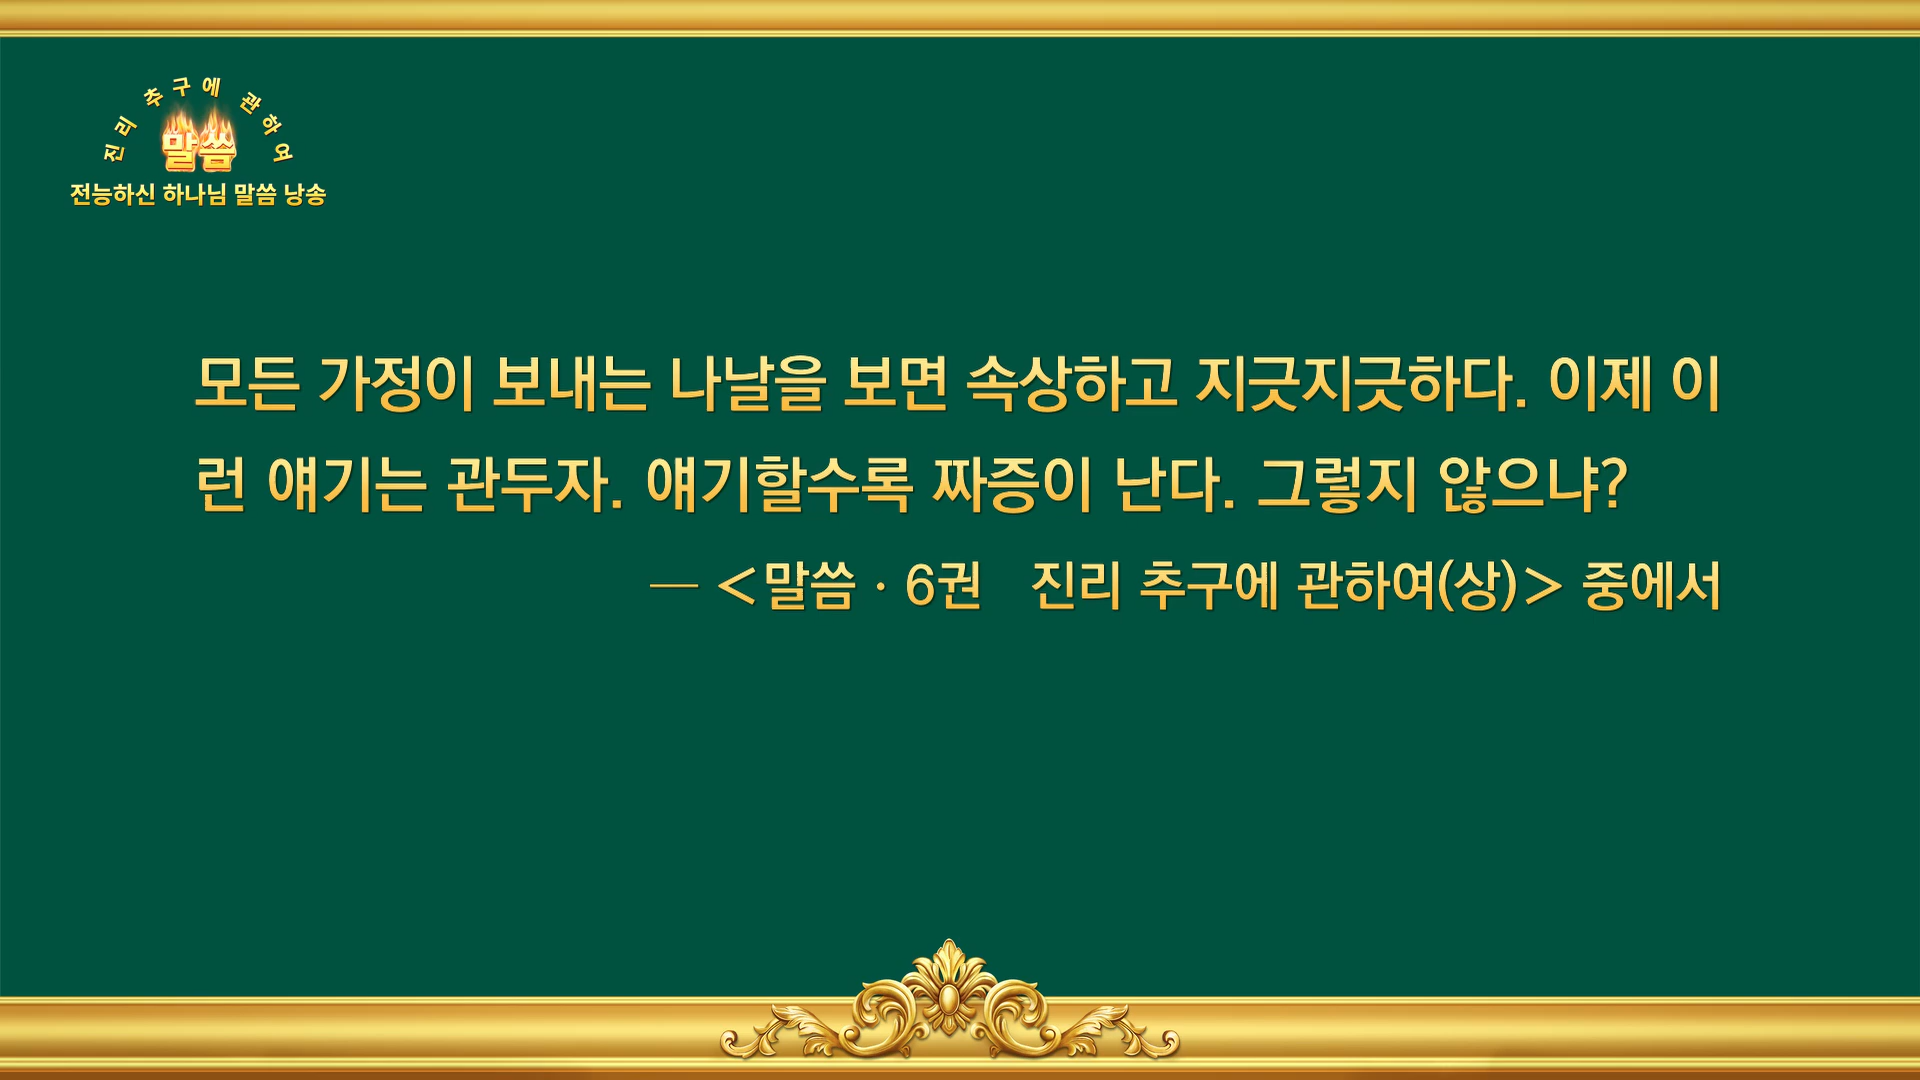 진리 추구에 관하여
말씀
전능하신 하나님 말씀 낭송
모든 가정이 보내는 나날을 보면 속상하고 지긋지긋하다. 이제 이
런 얘기는 관두자. 얘기할수록 짜증이 난다. 그렇지 않으냐?
— <말씀 · 6권 진리 추구에 관하여(상)> 중에서